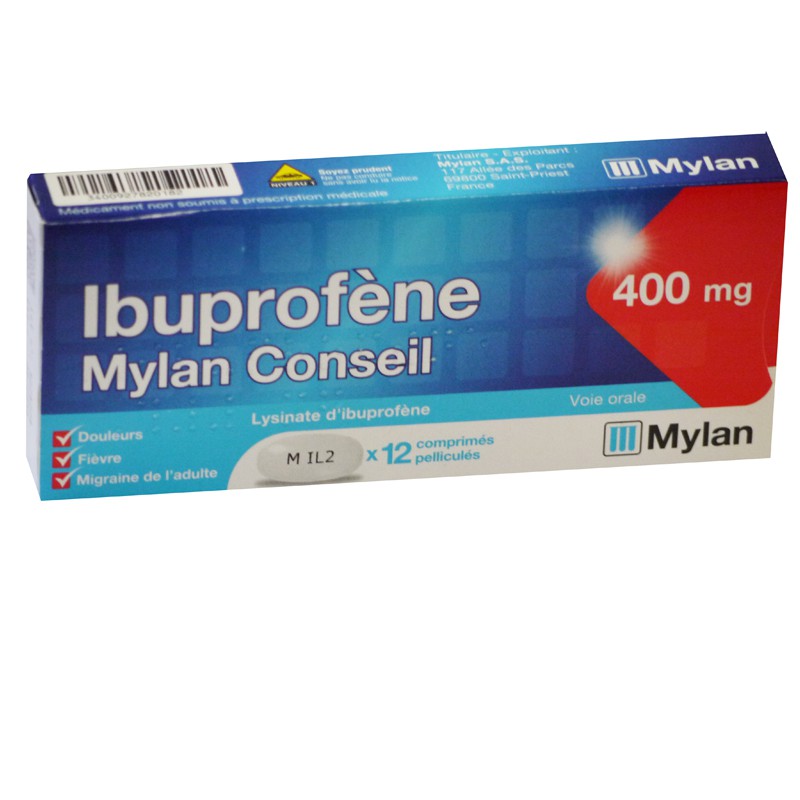 3400927820182
Médicament non soumis à prescription médicale
NIVEAU 1
Soyez prudent
Ne pas conduire
sans avoir lu la notice
Titulaire - Exploitant :
Mylan S.A.S.
117 Allée des Parcs
69800 Saint-Priest
France
Mylan
Ibuprofène
Mylan Conseil
400 mg
Lysinate d'ibuprofène
Voie orale
Douleurs
Fièvre
Migraine de l'adulte
M IL2
x 12 comprimés
pelliculés
Mylan